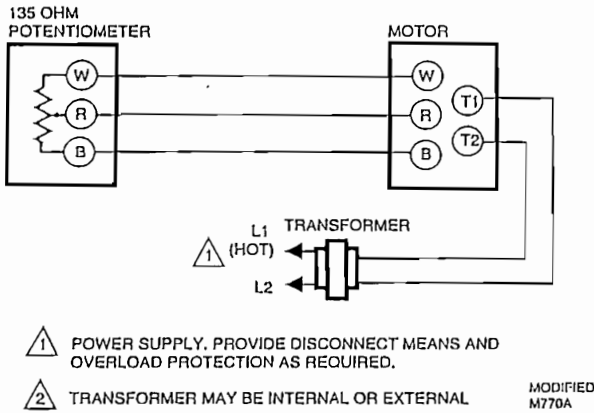 135 OHM
POTENTIOMETER
MOTOR
W
W
T1
R
R
T2
B
B
L1
TRANSFORMER
1
(HOT)
L2
1 POWER SUPPLY. PROVIDE DISCONNECT MEANS AND
OVERLOAD PROTECTION AS REQUIRED.
2 TRANSFORMER MAY BE INTERNAL OR EXTERNAL
MODIFIED
M770A